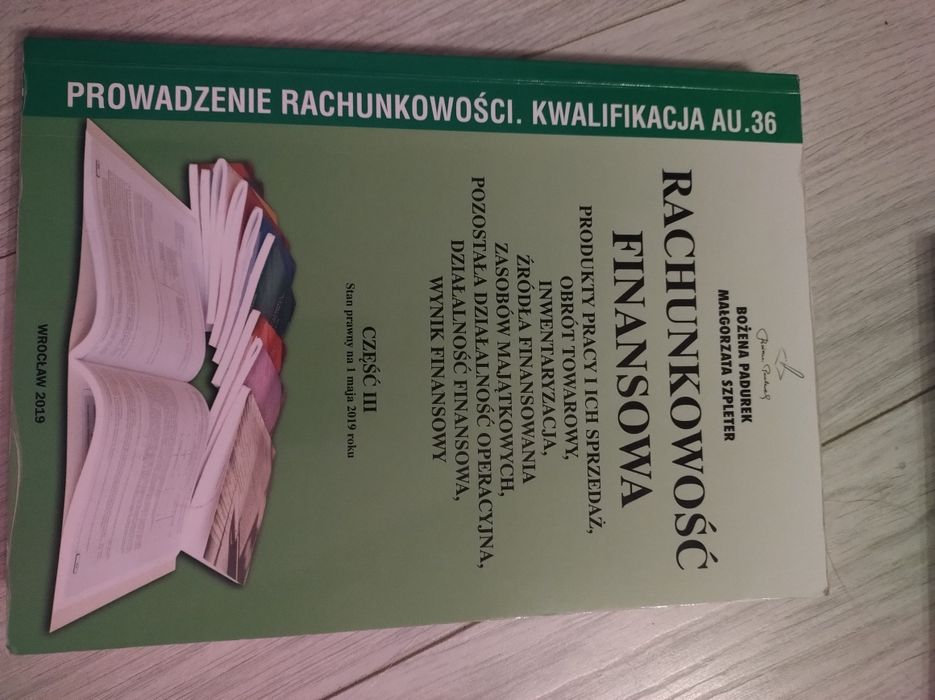 PROWADZENIE RACHUNKOWOŚCI. KWALIFIKACJA AU.36
BOŻENA PADUREK
MAŁGORZATA SZPLETER
RACHUNKOWOŚĆ
FINANSOWA
PRODUKTY PRACY I ICH SPRZEDAŻ,
OBRÓT TOWAROWY,
INWENTARYZACJA,
ŹRÓDŁA FINANSOWANIA
ZASOBÓW MAJĄTKOWYCH,
POZOSTAŁA DZIAŁALNOŚĆ OPERACYJNA,
DZIAŁALNOŚĆ FINANSOWA,
WYNIK FINANSOWY
CZĘŚĆ III
Stan prawny na 1 maja 2019 roku
WROCŁAW 2019